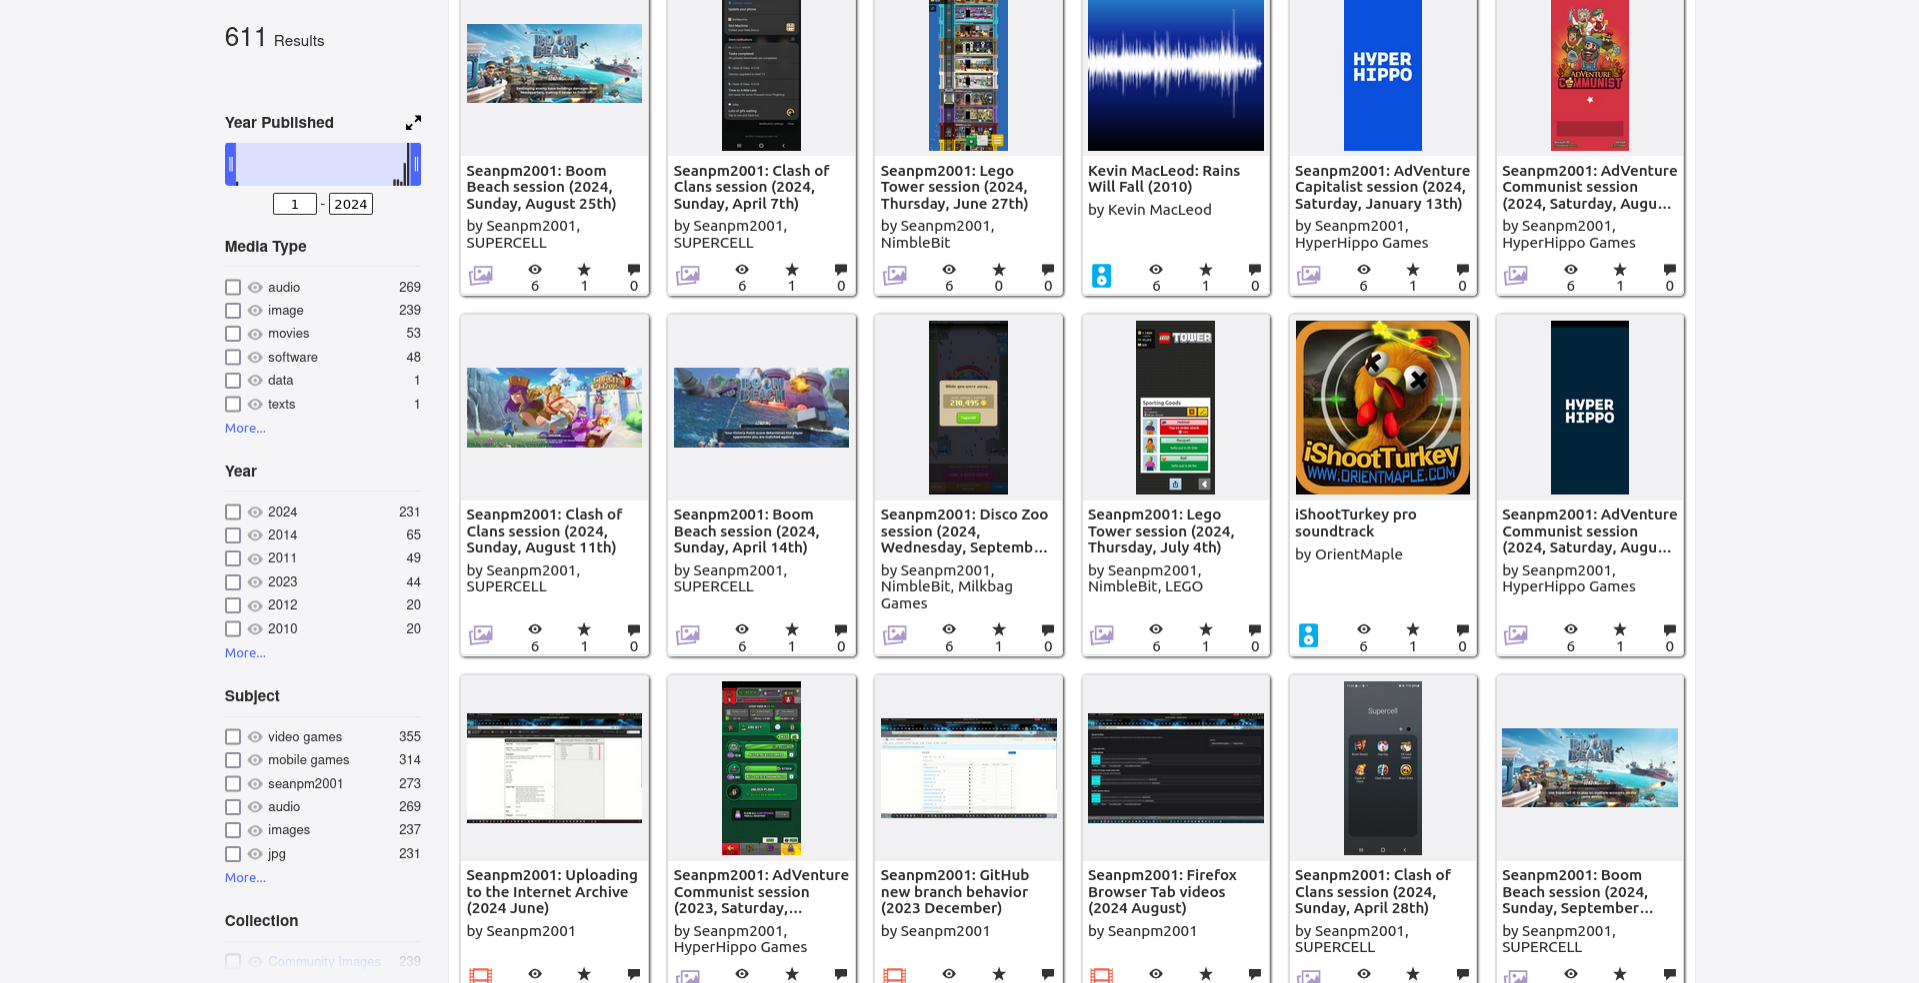 611 Results
Year Published
1 - 2024
Media Type
audio 269
image 239
movies 53
software 48
data 1
texts 1
More...
Year
2024 231
2014 65
2011 49
2023 44
2012 20
2010 20
More...
Subject
video games 355
mobile games 314
seanpm2001 273
audio 269
images 237
jpg 231
More...
Collection
Community Images 239
BOOM
BEACH
Seanpm2001: Boom
Beach session (2024,
Sunday, August 25th)
by Seanpm2001,
SUPERCELL
6 1 0
Seanpm2001: Clash of
Clans session (2024,
Sunday, April 7th)
by Seanpm2001,
SUPERCELL
6 1 0
Seanpm2001: Lego
Tower session (2024,
Thursday, June 27th)
by Seanpm2001,
NimbleBit
6 0 0
Kevin MacLeod: Rains
Will Fall (2010)
by Kevin MacLeod
6 1 0
HYPER
HIPPO
Seanpm2001: AdVenture
Capitalist session (2024,
Saturday, January 13th)
by Seanpm2001,
HyperHippo Games
6 1 0
ADVENTURE
COMMUNIST
Seanpm2001: AdVenture
Communist session
(2024, Saturday, Augu...
by Seanpm2001,
HyperHippo Games
6 1 0
Seanpm2001: Clash of
Clans session (2024,
Sunday, August 11th)
by Seanpm2001,
SUPERCELL
6 1 0
BOOM
BEACH
Seanpm2001: Boom
Beach session (2024,
Sunday, April 14th)
by Seanpm2001,
SUPERCELL
6 1 0
While you were away...
210,495
Seanpm2001: Disco Zoo
session (2024,
Wednesday, Septemb...
by Seanpm2001,
NimbleBit, Milkbag
Games
6 1 0
LEGO TOWER
Sporting Goods
Seanpm2001: Lego
Tower session (2024,
Thursday, July 4th)
by Seanpm2001,
NimbleBit, LEGO
6 1 0
iShootTurkey
WWW.ORIENTMAPLE.COM
iShootTurkey pro
soundtrack
by OrientMaple
6 1 0
HYPER
HIPPO
Seanpm2001: AdVenture
Communist session
(2024, Saturday, Augu...
by Seanpm2001,
HyperHippo Games
6 1 0
Seanpm2001: Uploading
to the Internet Archive
(2024 June)
by Seanpm2001
Seanpm2001: AdVenture
Communist session
(2023, Saturday,...
by Seanpm2001,
HyperHippo Games
Seanpm2001: GitHub
new branch behavior
(2023 December)
by Seanpm2001
Seanpm2001: Firefox
Browser Tab videos
(2024 August)
by Seanpm2001
Supercell
Seanpm2001: Clash of
Clans session (2024,
Sunday, April 28th)
by Seanpm2001,
SUPERCELL
BOOM
BEACH
Seanpm2001: Boom
Beach session (2024,
Sunday, September...
by Seanpm2001,
SUPERCELL